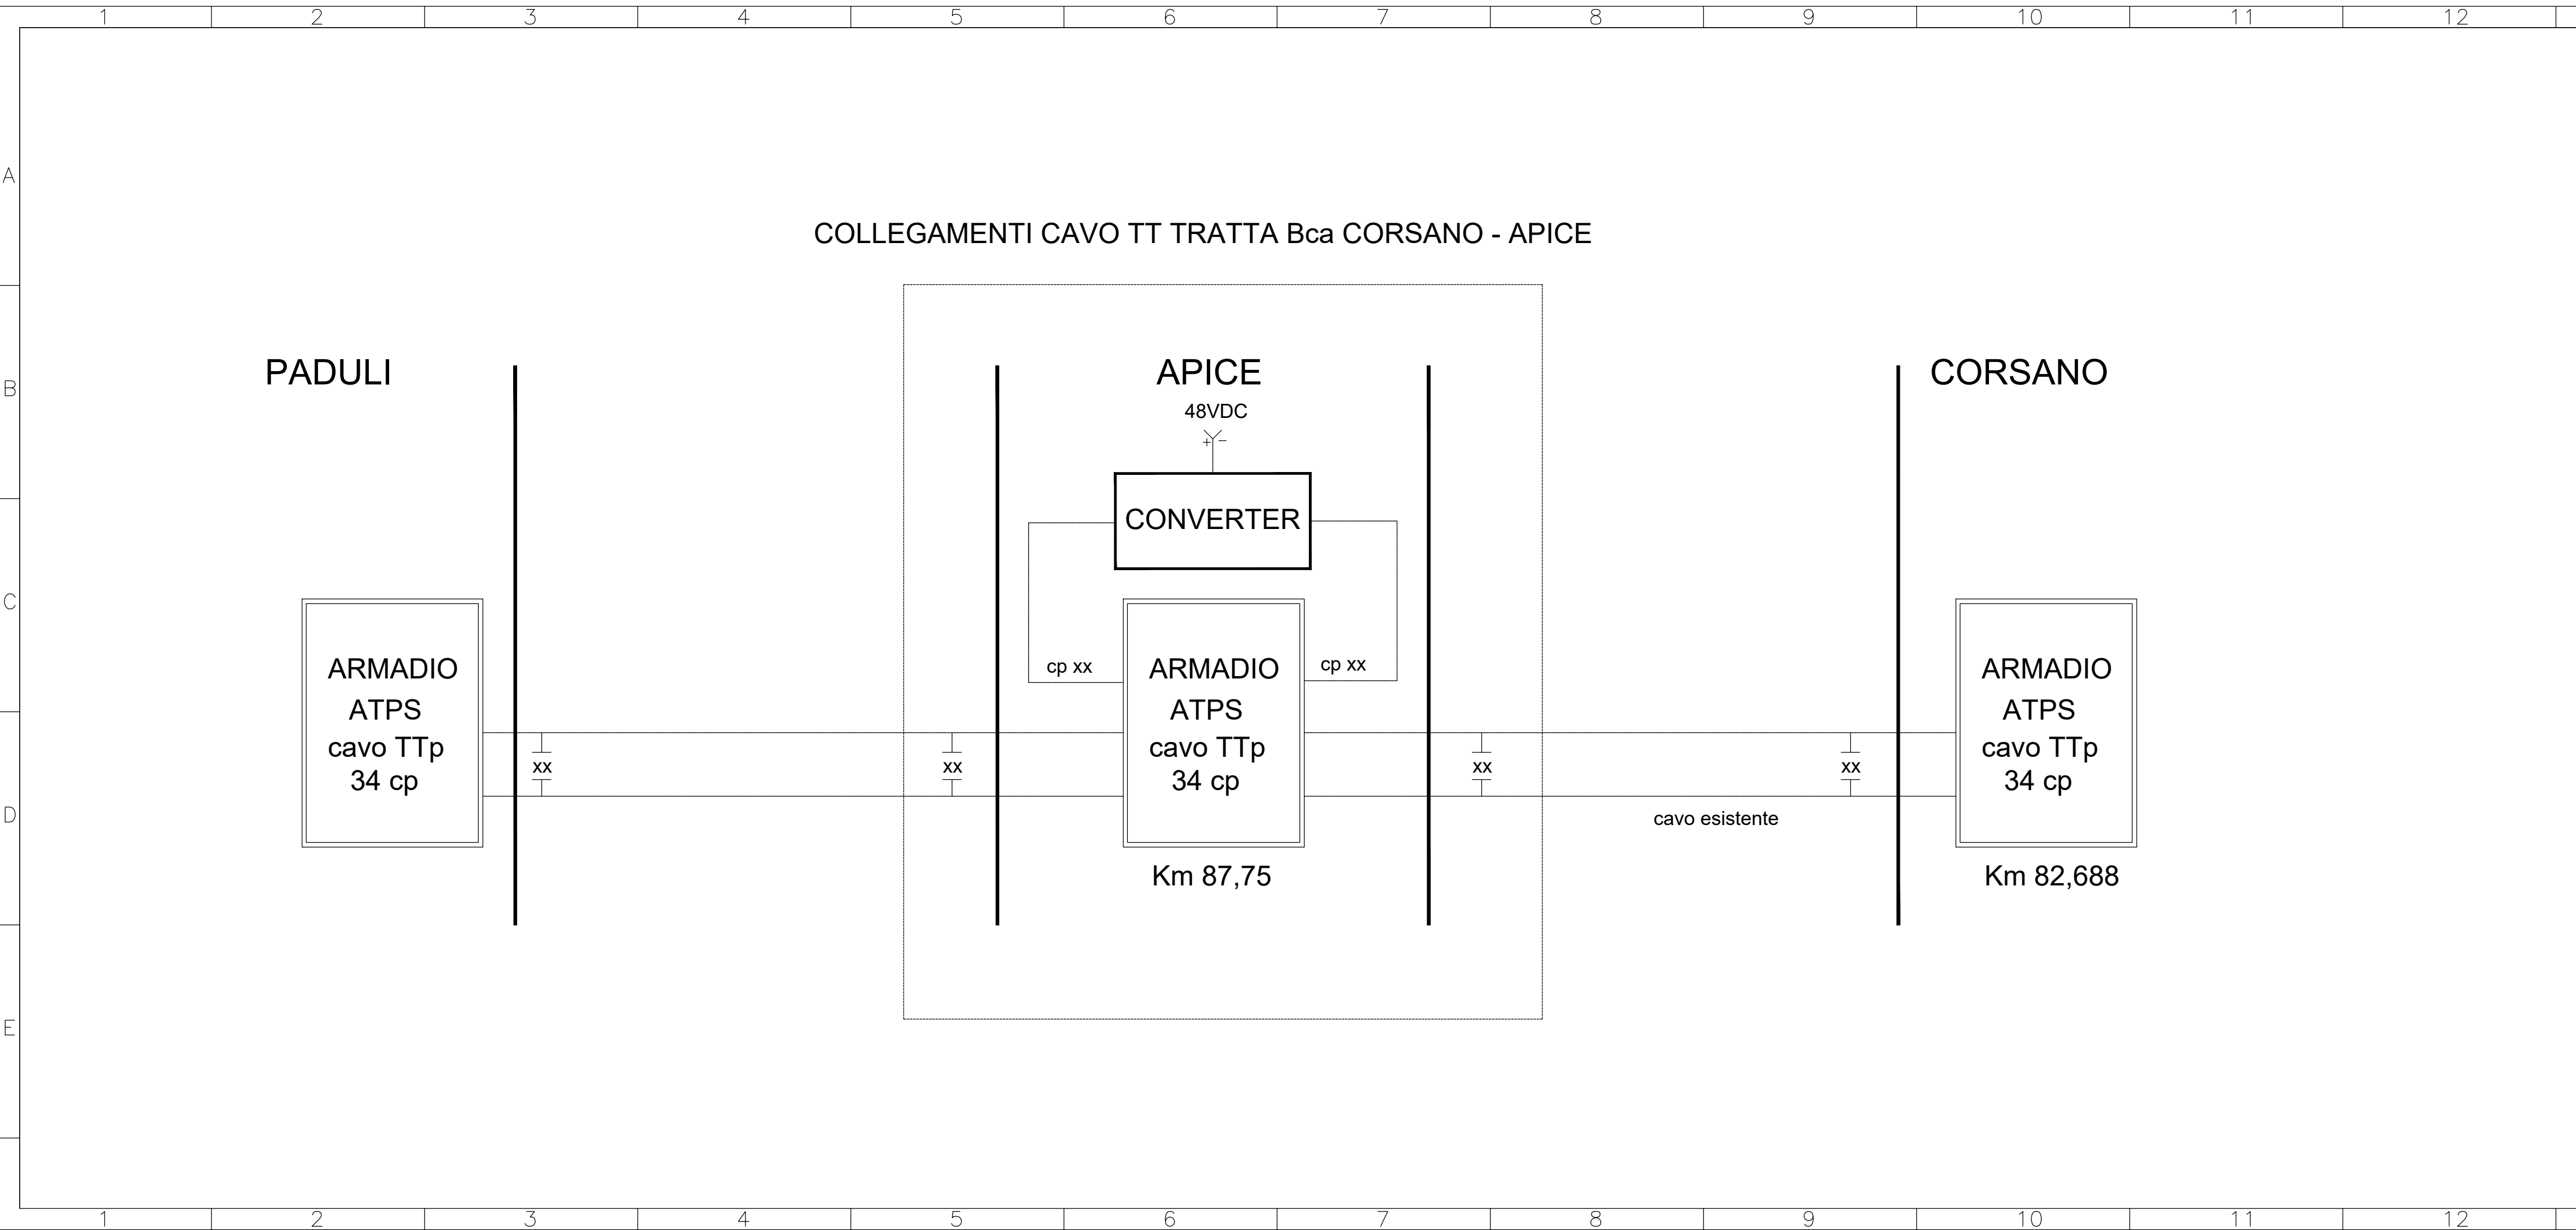 1 2 3 4 5 6 7 8 9 10 11 12
A
COLLEGAMENTI CAVO TT TRATTA Bca CORSANO - APICE
B
PADULI
APICE
CORSANO
48VDC
+ −
CONVERTER
C
ARMADIO
ATPS
cavo TTp
34 cp
cp xx
ARMADIO
ATPS
cavo TTp
34 cp
cp xx
ARMADIO
ATPS
cavo TTp
34 cp
xx
xx
xx
xx
D
cavo esistente
Km 87,75
Km 82,688
E
1 2 3 4 5 6 7 8 9 10 11 12